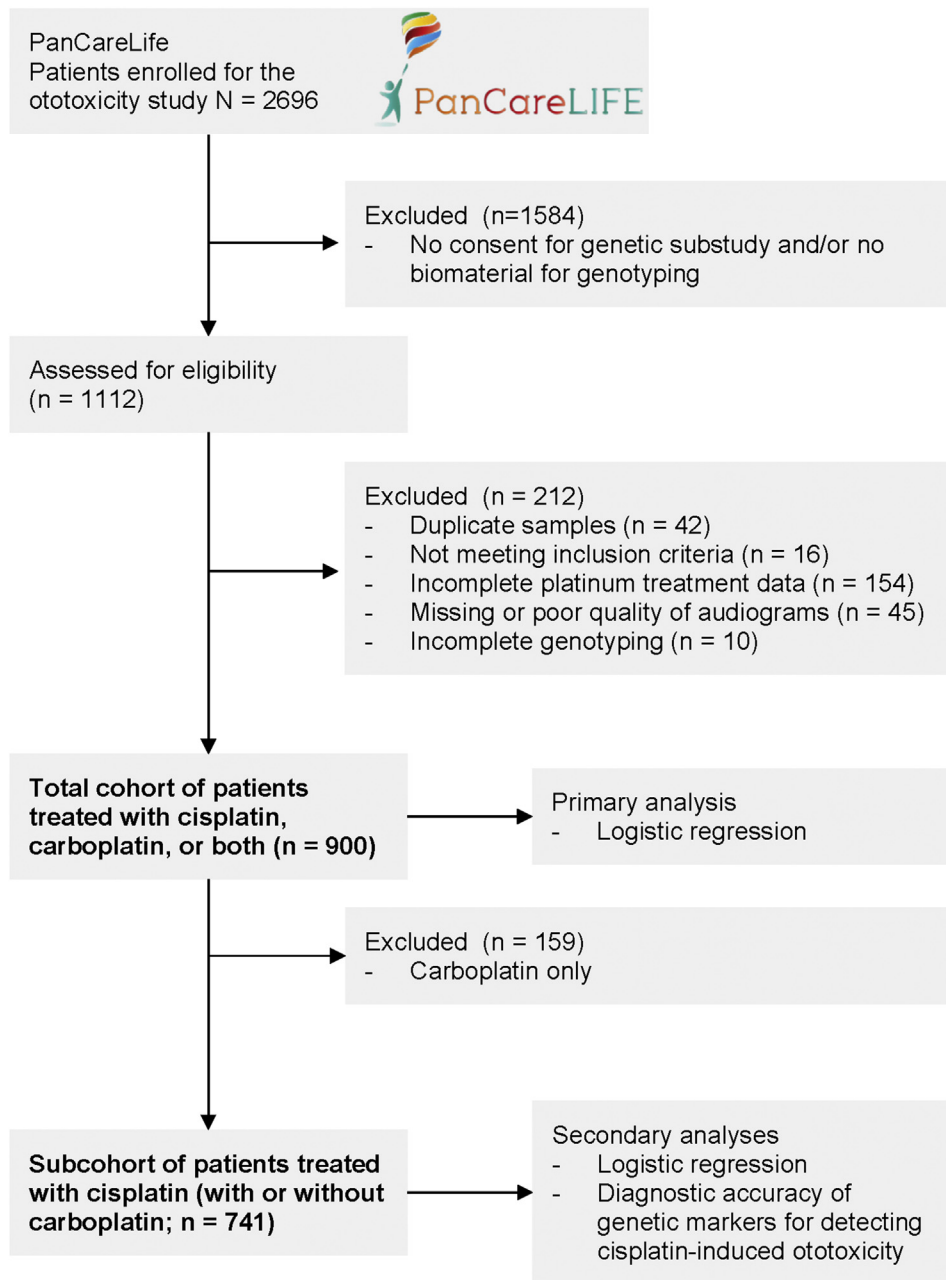 PanCareLife
Patients enrolled for the
ototoxicity study N = 2696
PanCareLIFE
Excluded (n=1584)
- No consent for genetic substudy and/or no
biomaterial for genotyping
Assessed for eligibility
(n = 1112)
Excluded (n = 212)
- Duplicate samples (n = 42)
- Not meeting inclusion criteria (n = 16)
- Incomplete platinum treatment data (n = 154)
- Missing or poor quality of audiograms (n = 45)
- Incomplete genotyping (n = 10)
Total cohort of patients
treated with cisplatin,
carboplatin, or both (n = 900)
Primary analysis
- Logistic regression
Excluded (n = 159)
- Carboplatin only
Subcohort of patients treated
with cisplatin (with or without
carboplatin; n = 741)
Secondary analyses
- Logistic regression
- Diagnostic accuracy of
genetic markers for detecting
cisplatin-induced ototoxicity